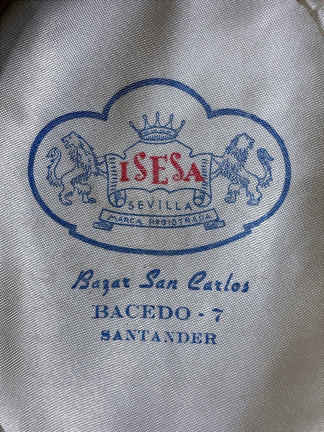 ISESA
SEVILLA
MARCA REGISTRADA
Bazar San Carlos
BACEDO - 7
SANTANDER